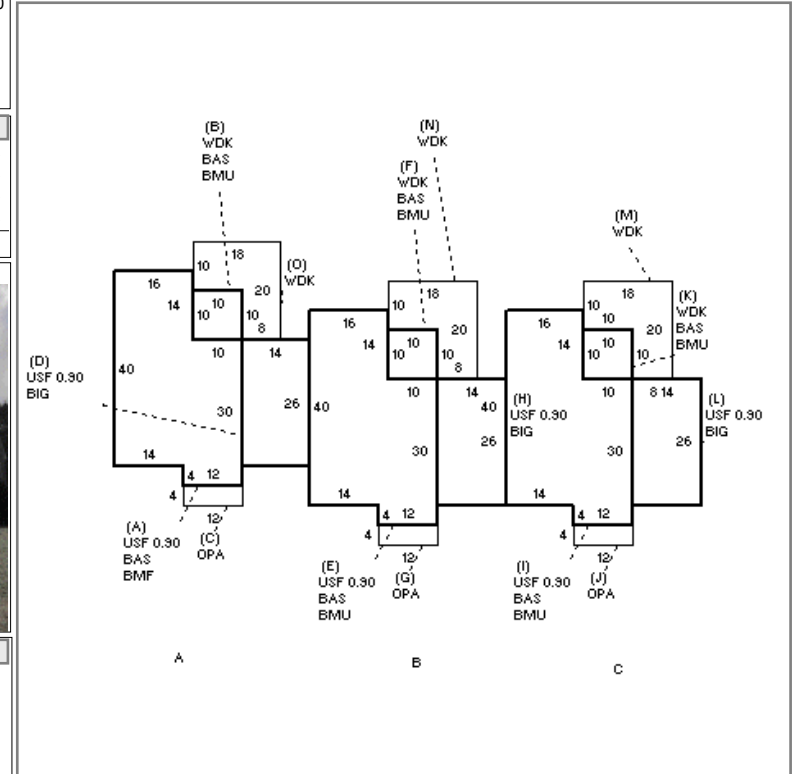 (B)
WDK
BAS
BMU
(N)
WDK
(F)
WDK
BAS
BMU
(M)
WDK
(O)
WDK
(K)
WDK
BAS
BMU
(D)
USF 0.90
BIG
(H)
USF 0.90
BIG
(L)
USF 0.90
BIG
16
14
10
18
20
10
10
10
8
10
14
40
30
26
14
4
12
4
12
16
14
10
18
20
10
10
10
8
10
14
40
40
30
26
14
4
12
4
12
16
14
10
18
10
20
10
10
10
10
8 14
30
26
14
4
12
4
12
(A)
USF 0.90
BAS
BMF
(C)
OPA
(E)
USF 0.90
BAS
BMU
(G)
OPA
(I)
USF 0.90
BAS
BMU
(J)
OPA
A
B
C